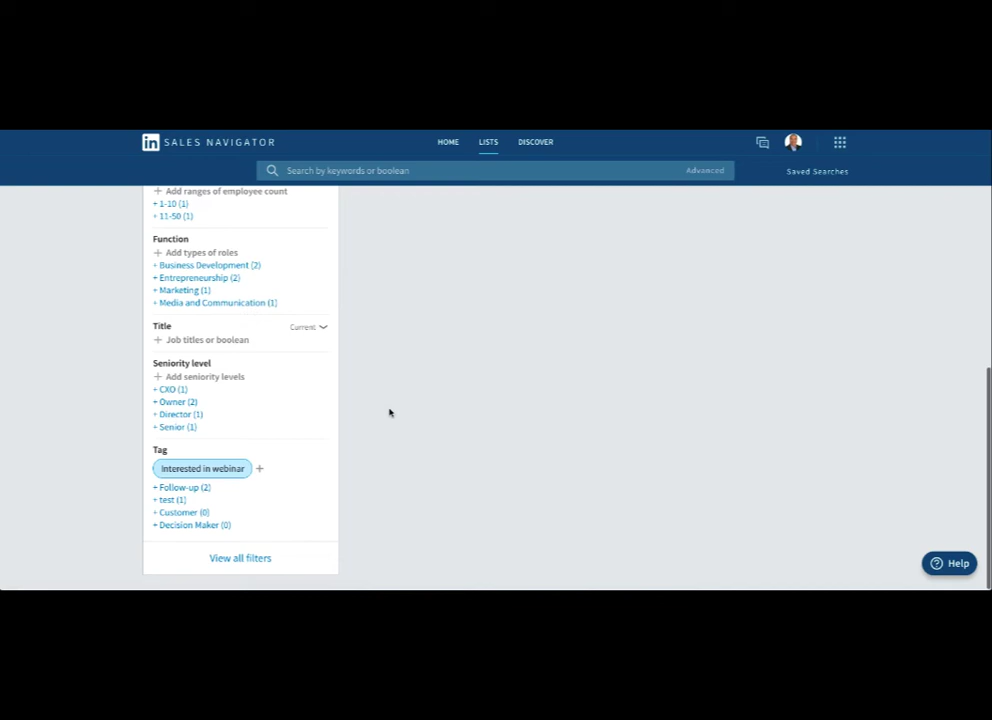 in SALES NAVIGATOR HOME LISTS DISCOVER
Search by keywords or boolean Advanced Saved Searches
+ Add ranges of employee count
+ 1-10 (1)
+ 11-50 (1)
Function
+ Add types of roles
+ Business Development (2)
+ Entrepreneurship (2)
+ Marketing (1)
+ Media and Communication (1)
Title Current
+ Job titles or boolean
Seniority level
+ Add seniority levels
+ CXO (1)
+ Owner (2)
+ Director (1)
+ Senior (1)
Tag
Interested in webinar +
+ Follow-up (2)
+ test (1)
+ Customer (0)
+ Decision Maker (0)
View all filters
? Help